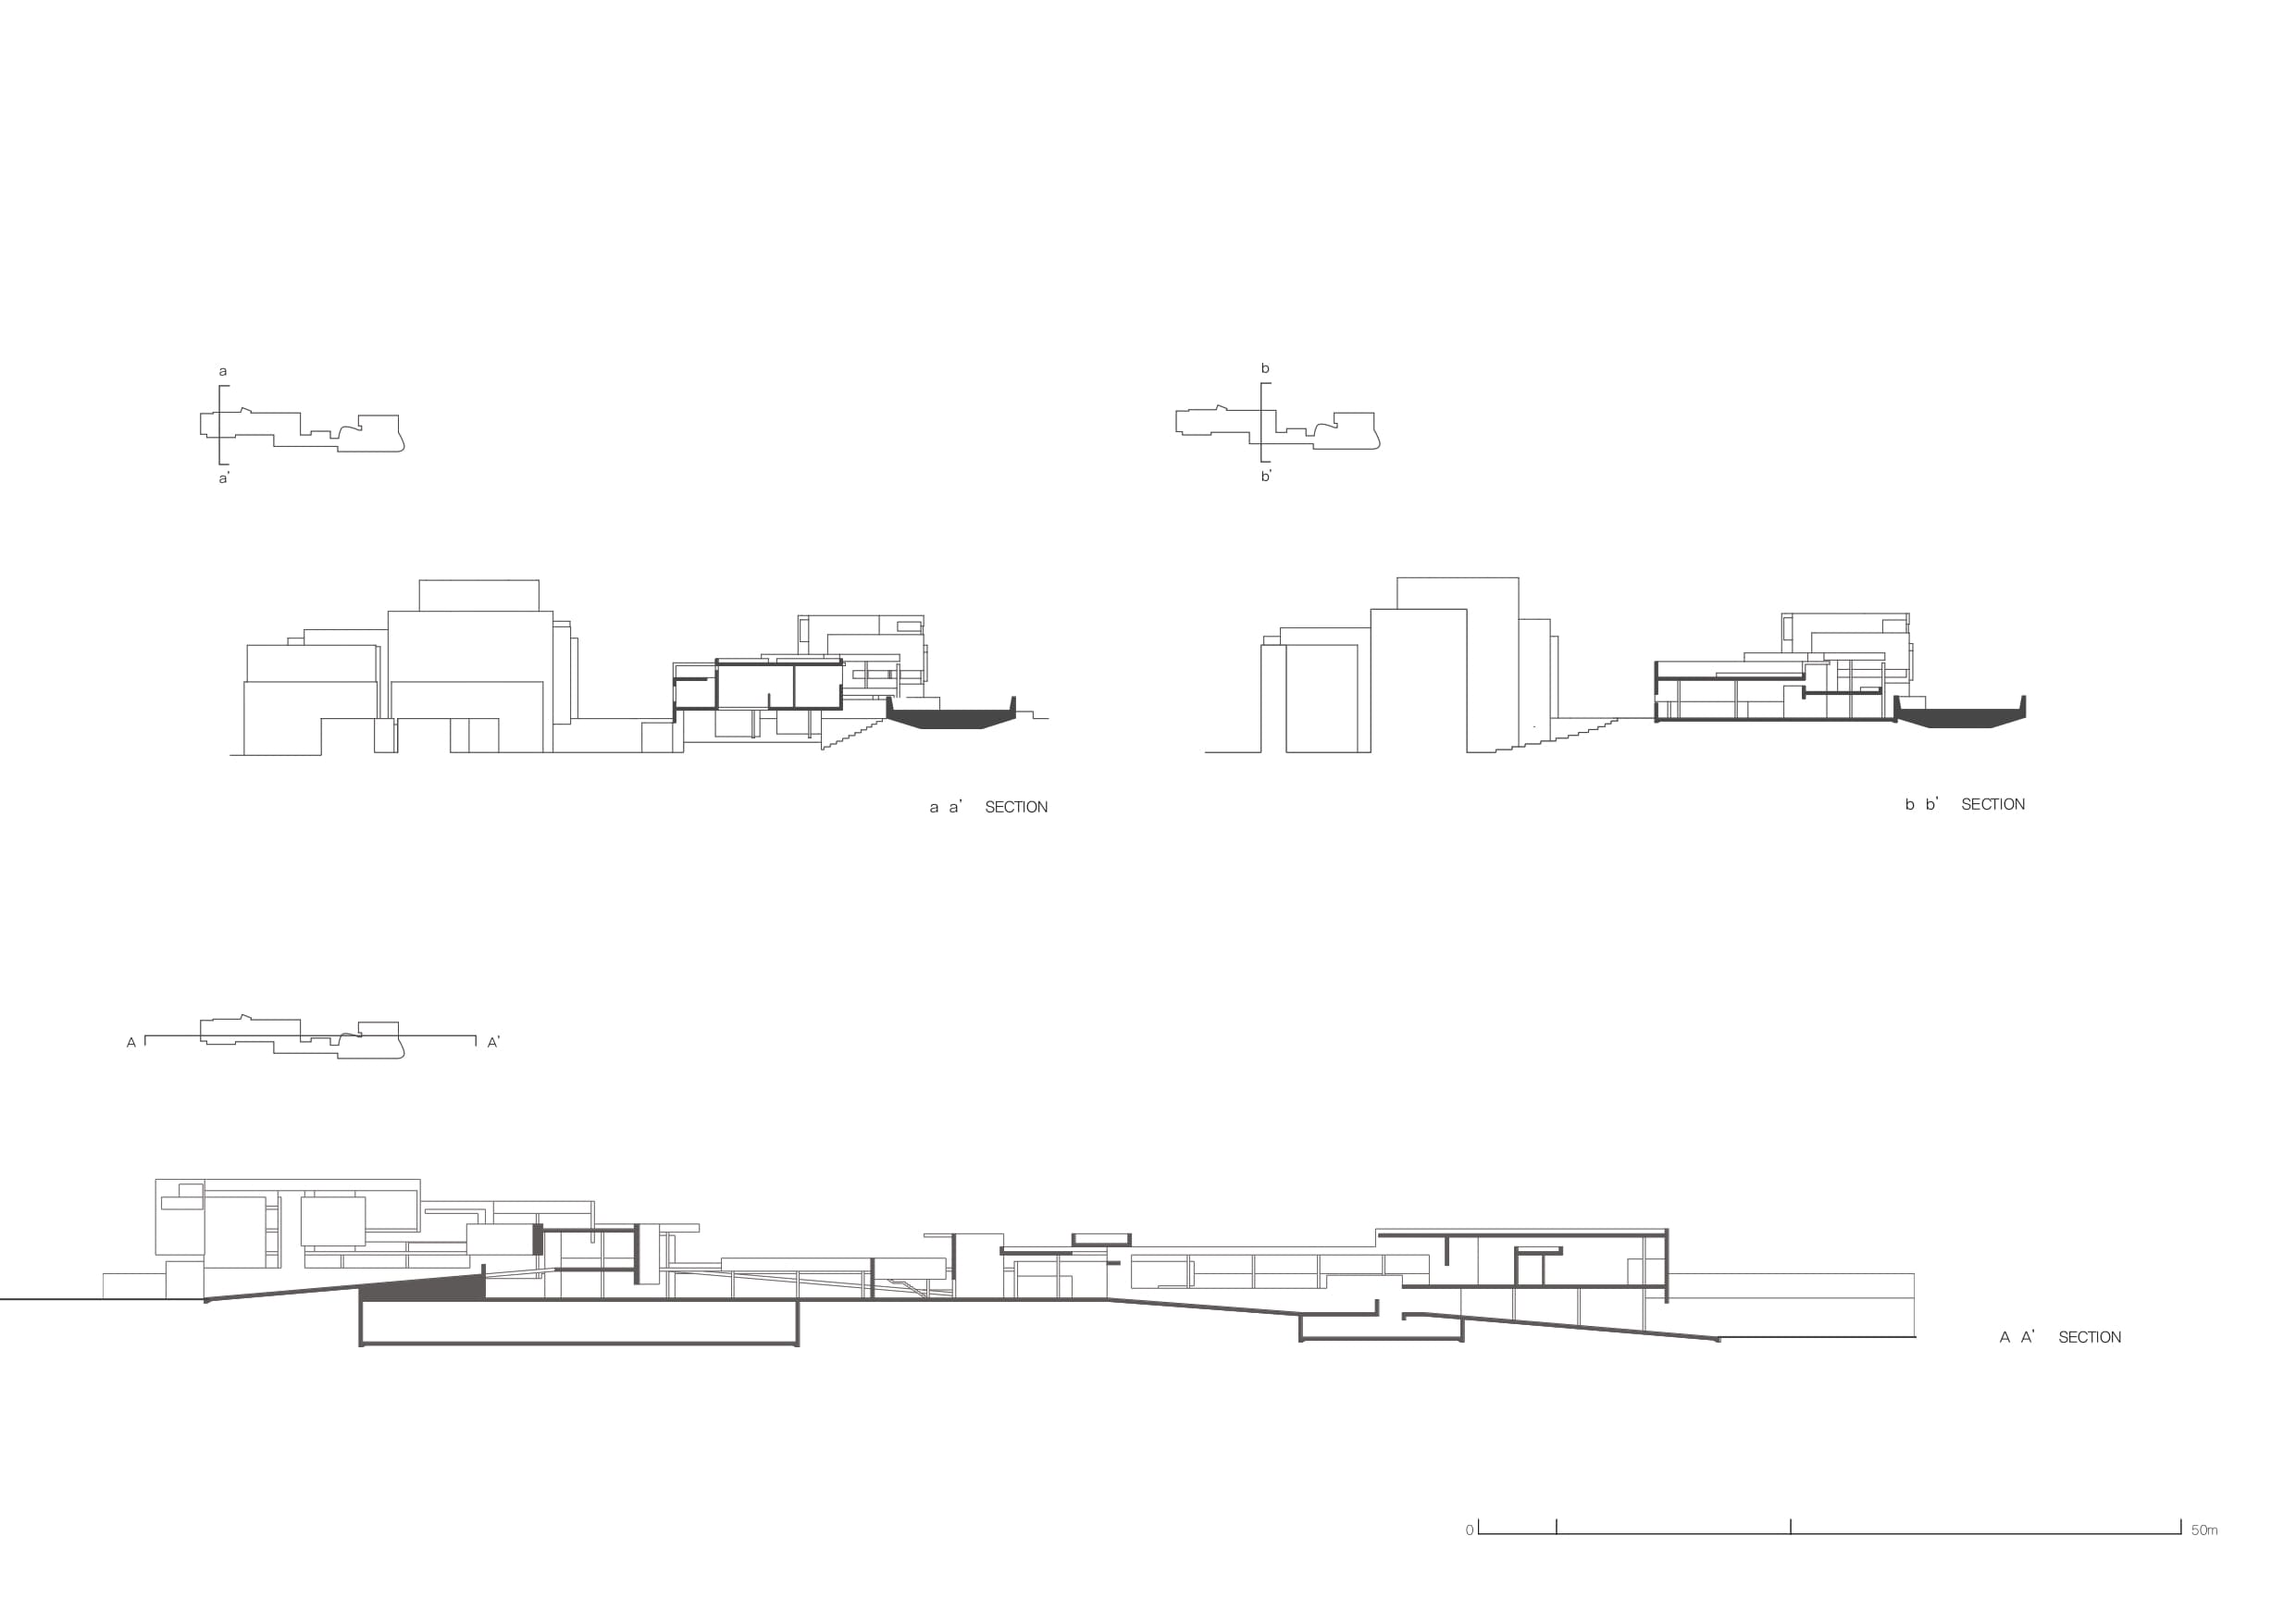 a
a'
b
b'
a a' SECTION
b b' SECTION
A A'
A A' SECTION
0 50m